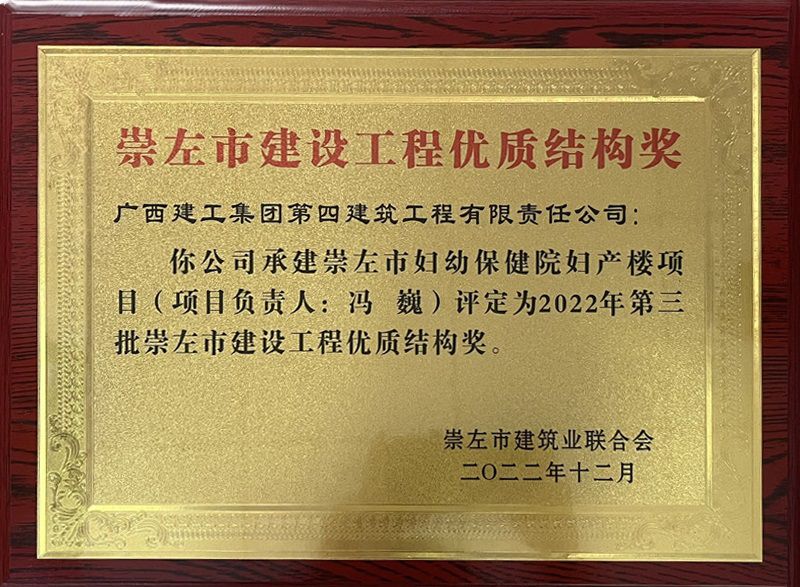 崇左市建设工程优质结构奖
广西建工集团第四建筑工程有限责任公司：
你公司承建崇左市妇幼保健院妇产楼项
目（项目负责人：冯 巍）评定为2022年第三
批崇左市建设工程优质结构奖。
崇左市建筑业联合会
二〇二二年十二月